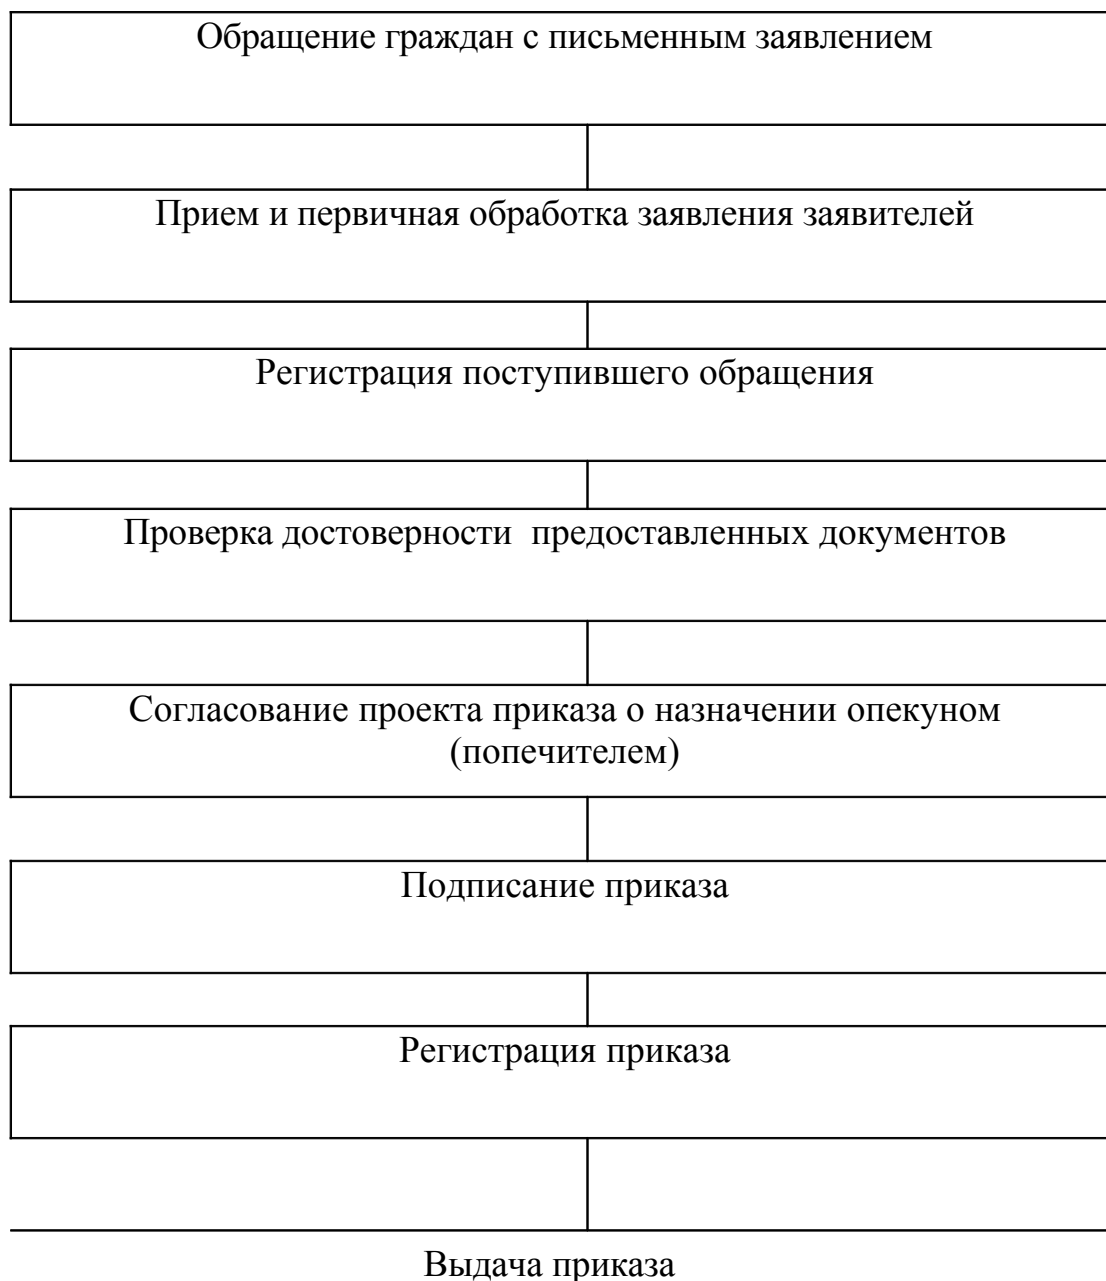 Обращение граждан с письменным заявлением
Прием и первичная обработка заявления заявителей
Регистрация поступившего обращения
Проверка достоверности  предоставленных документов
Согласование проекта приказа о назначении опекуном
(попечителем)
Подписание приказа
Регистрация приказа
Выдача приказа